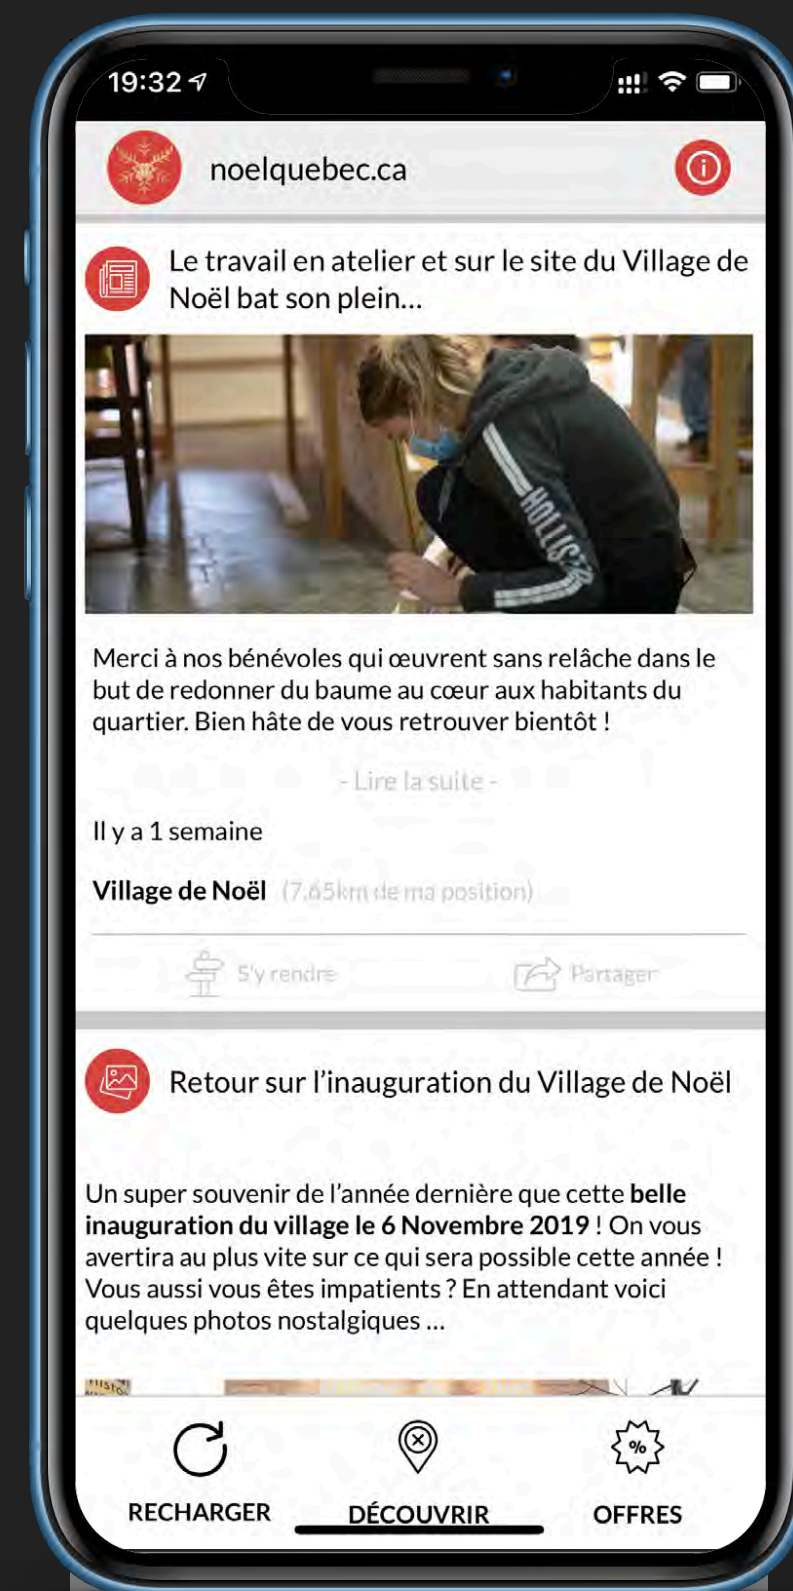 19:32
noelquebec.ca
Le travail en atelier et sur le site du Village de
Noël bat son plein...
HOLLISTER
Merci à nos bénévoles qui œuvrent sans relâche dans le
but de redonner du baume au cœur aux habitants du
quartier. Bien hâte de vous retrouver bientôt !
- Lire la suite -
Il y a 1 semaine
Village de Noël (7.65km de ma position)
S'y rendre
Partager
Retour sur l'inauguration du Village de Noël
Un super souvenir de l'année dernière que cette belle
inauguration du village le 6 Novembre 2019 ! On vous
avertira au plus vite sur ce qui sera possible cette année !
Vous aussi vous êtes impatients ? En attendant voici
quelques photos nostalgiques ...
Histo
%
RECHARGER
DÉCOUVRIR
OFFRES